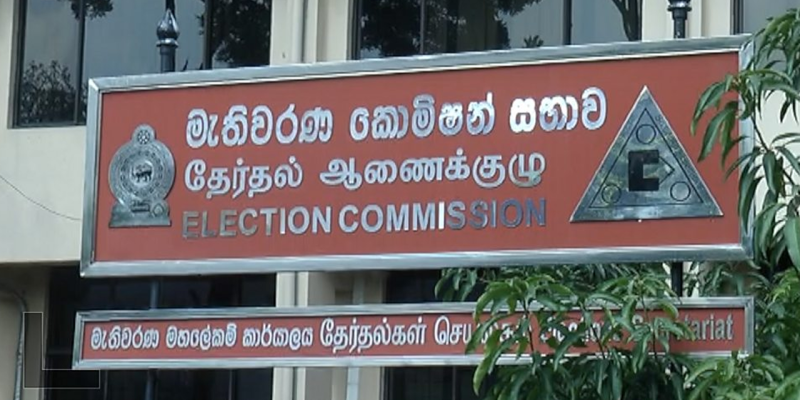 මැතිවරණ කොමිෂන් සභාව
தேர்தல் ஆணைக்குழு
ELECTION COMMISSION
මැතිවරණ මහලේකම් කාර්යාලය தேர்தல்கள்